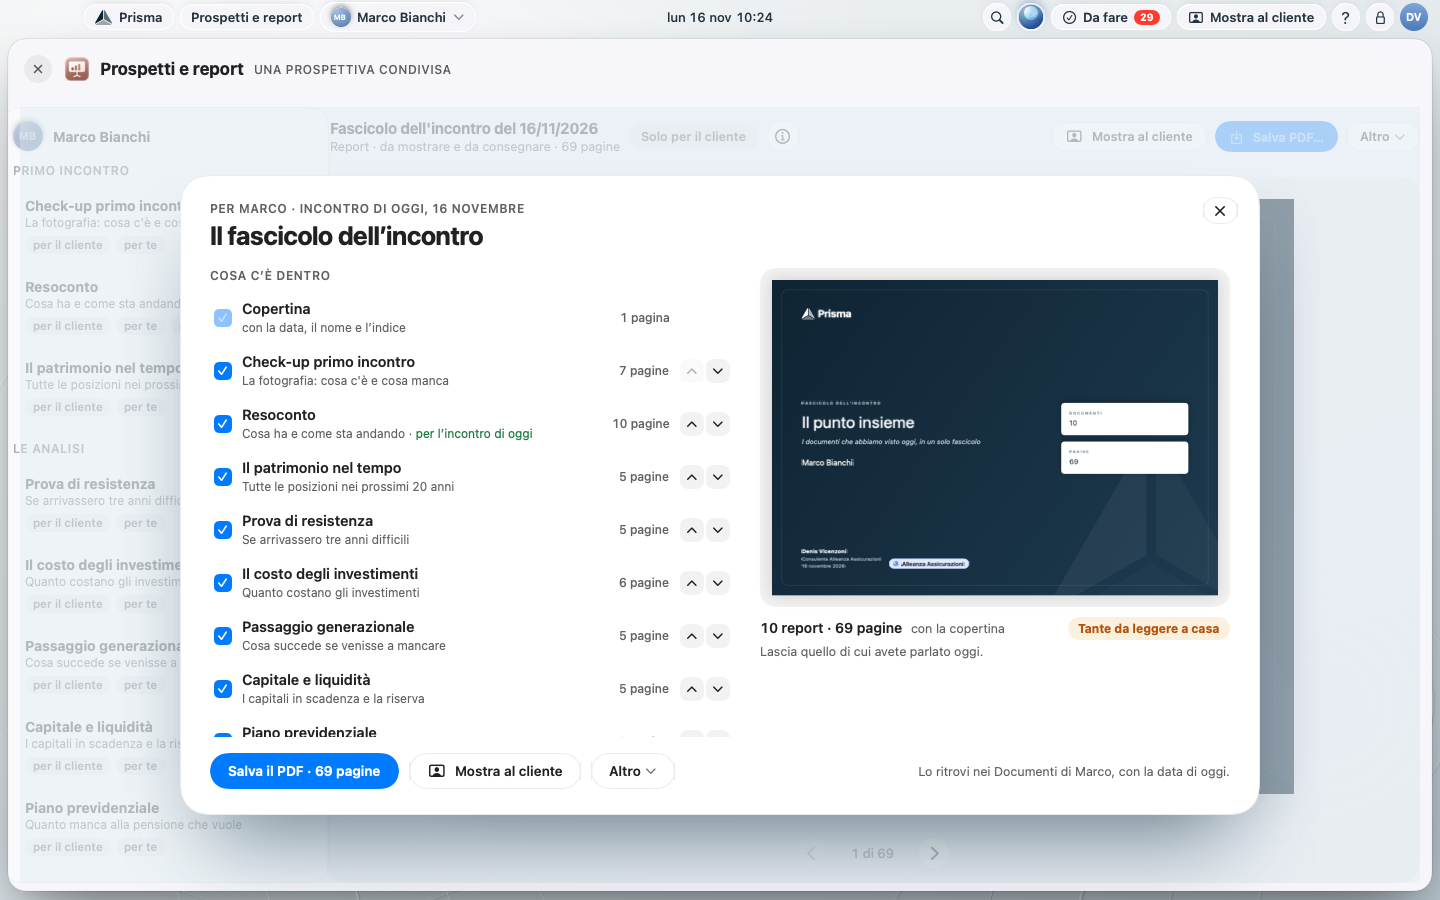 Prisma
Prospetti e report
MB Marco Bianchi
lun 16 nov 10:24
Da fare 29
Mostra al cliente
?
DV
Prospetti e report UNA PROSPETTIVA CONDIVISA
MB Marco Bianchi
PRIMO INCONTRO
Check-up primo incont
La fotografia: cosa c'è e co
per il cliente per te
Resoconto
Cosa ha e come sta andand
per il cliente per te
Il patrimonio nel tempo
Tutte le posizioni nei prossi
per il cliente per te
LE ANALISI
Prova di resistenza
Se arrivassero tre anni diffic
per il cliente per te
Il costo degli investime
Quanto costano gli investim
per il cliente per te
Passaggio generaziona
Cosa succede se venisse a
per il cliente per te
Capitale e liquidità
I capitali in scadenza e la ris
per il cliente per te
Piano previdenziale
Quanto manca alla pensione che vuole
per il cliente per te
Fascicolo dell'incontro del 16/11/2026
Report · da mostrare e da consegnare · 69 pagine
Solo per il cliente
Mostra al cliente
Salva PDF...
Altro
PER MARCO · INCONTRO DI OGGI, 16 NOVEMBRE
Il fascicolo dell’incontro
COSA C’È DENTRO
Copertina
con la data, il nome e l’indice
1 pagina
Check-up primo incontro
La fotografia: cosa c'è e cosa manca
7 pagine
Resoconto
Cosa ha e come sta andando · per l’incontro di oggi
10 pagine
Il patrimonio nel tempo
Tutte le posizioni nei prossimi 20 anni
5 pagine
Prova di resistenza
Se arrivassero tre anni difficili
5 pagine
Il costo degli investimenti
Quanto costano gli investimenti
6 pagine
Passaggio generazionale
Cosa succede se venisse a mancare
5 pagine
Capitale e liquidità
I capitali in scadenza e la riserva
5 pagine
Piano previdenziale
Prisma
FASCICOLO DELL'INCONTRO
Il punto insieme
I documenti che abbiamo visto oggi, in un solo fascicolo
Marco Bianchi
DOCUMENTI
10
PAGINE
69
Denis Vicenzoni
Consulente Alleanza Assicurazioni
16 novembre 2026
Alleanza Assicurazioni
10 report · 69 pagine con la copertina
Tante da leggere a casa
Lascia quello di cui avete parlato oggi.
Salva il PDF · 69 pagine
Mostra al cliente
Altro
Lo ritrovi nei Documenti di Marco, con la data di oggi.
1 di 69